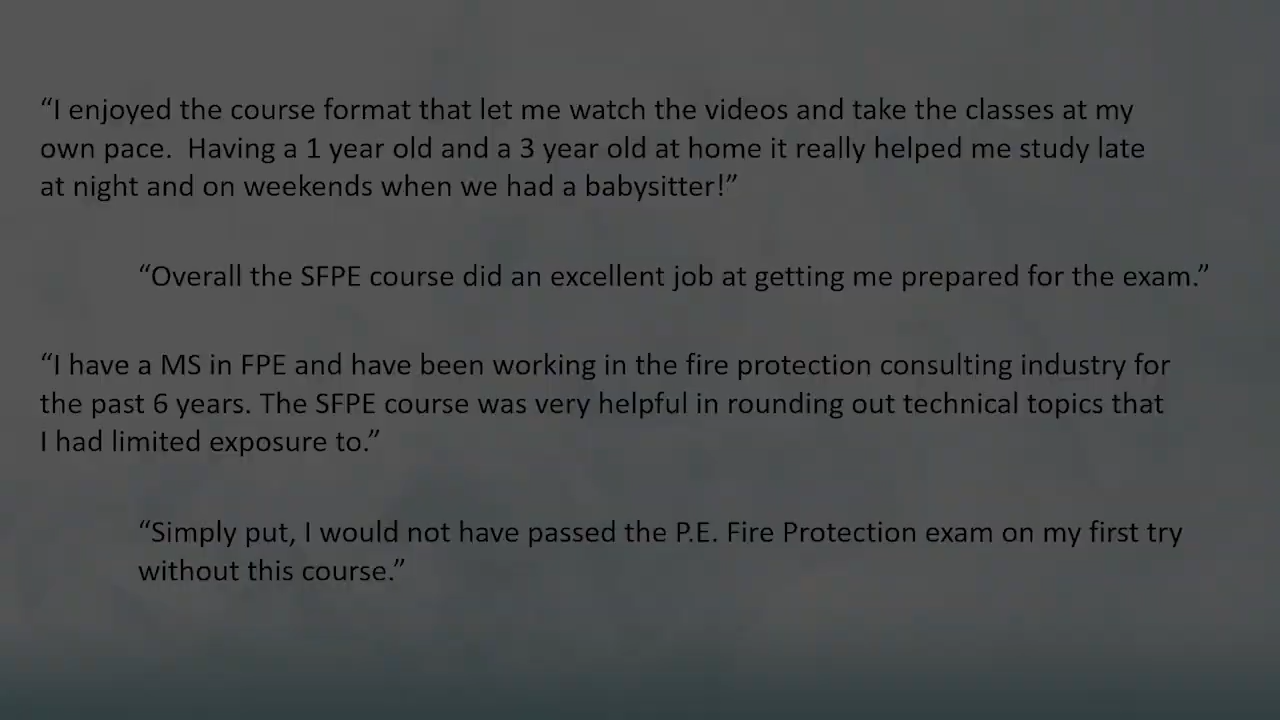 “I enjoyed the course format that let me watch the videos and take the classes at my
own pace.  Having a 1 year old and a 3 year old at home it really helped me study late
at night and on weekends when we had a babysitter!”
“Overall the SFPE course did an excellent job at getting me prepared for the exam.”
“I have a MS in FPE and have been working in the fire protection consulting industry for
the past 6 years. The SFPE course was very helpful in rounding out technical topics that
I had limited exposure to.”
“Simply put, I would not have passed the P.E. Fire Protection exam on my first try
without this course.”